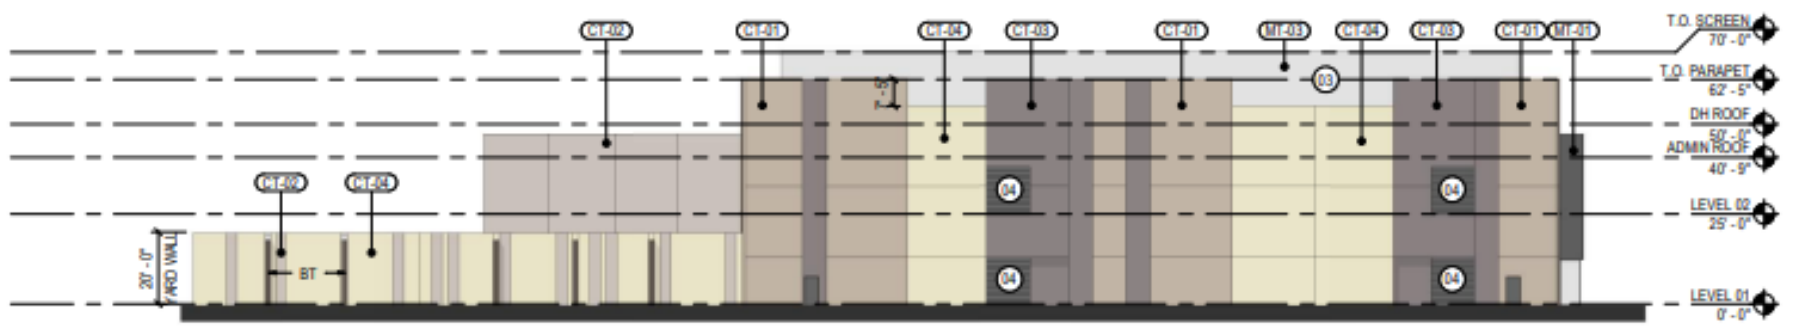 CT-02
CT-01
CT-04
CT-03
CT-01
MT-03
CT-04
CT-03
CT-01
MT-01
T.O. SCREEN
70' - 0"
03
T.O. PARAPET
62' - 5"
DH ROOF
50' - 0"
ADMIN ROOF
40' - 9"
CT-02
CT-04
04
04
LEVEL 02
25' - 0"
20' - 0"
YARD WALL
BT
04
04
LEVEL 01
0' - 0"